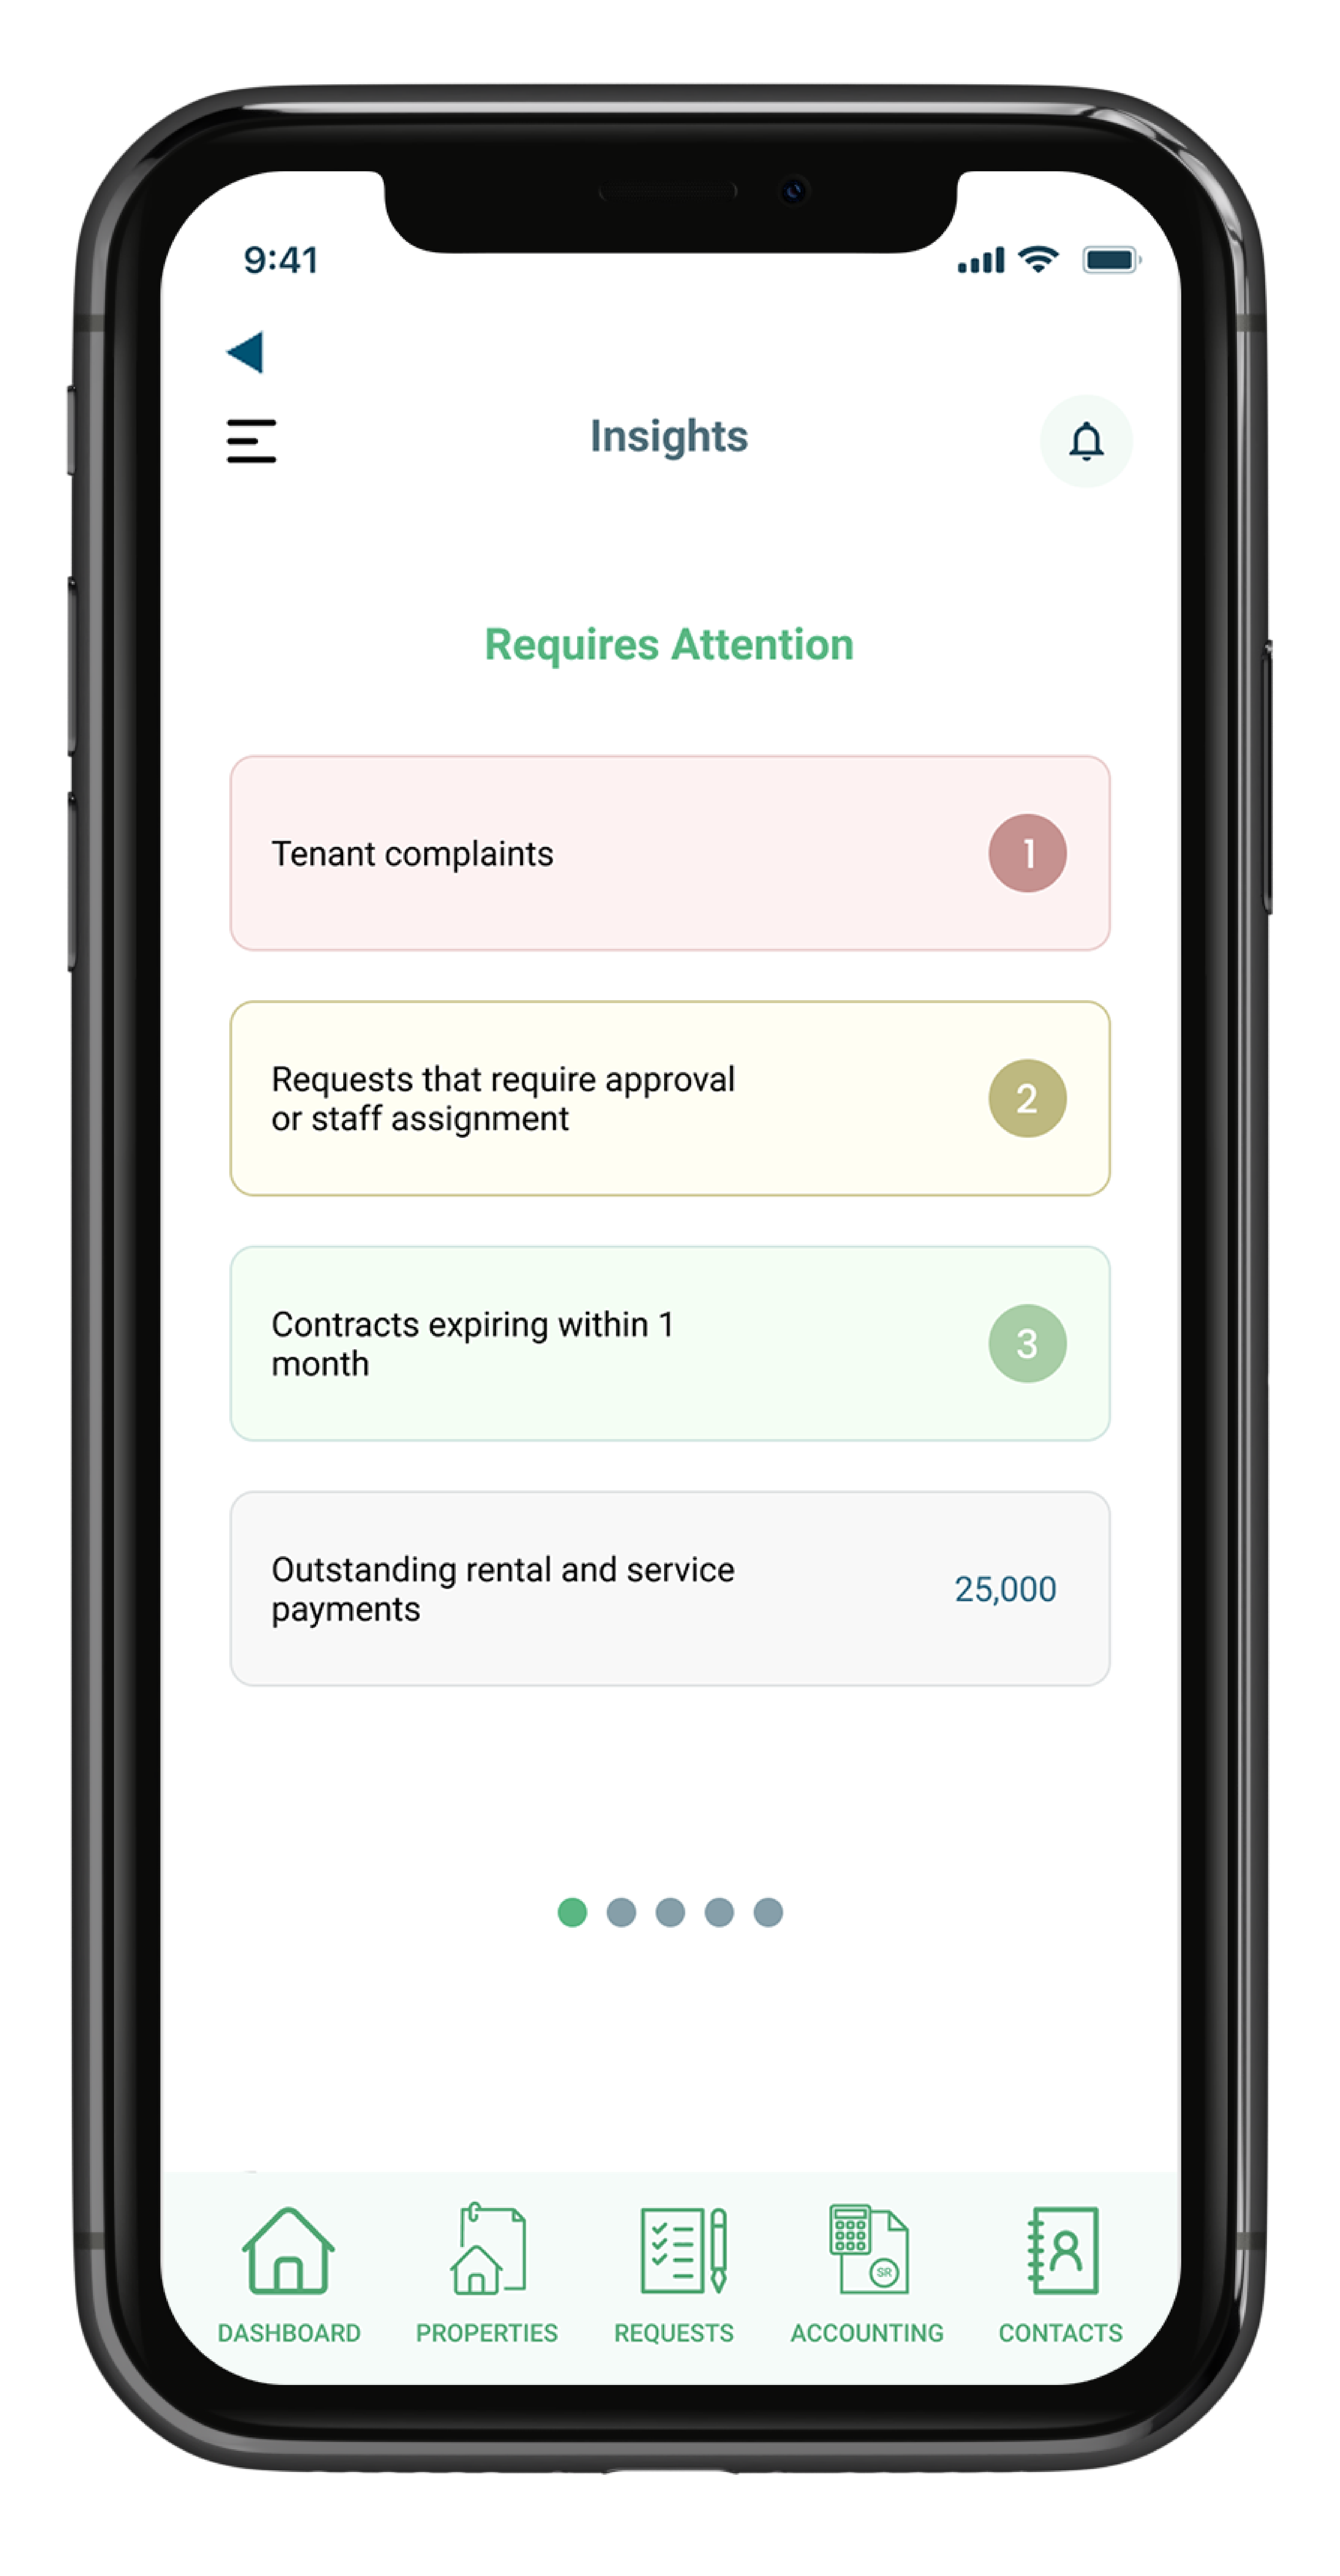 9:41
Insights
Requires Attention
Tenant complaints
1
Requests that require approval
or staff assignment
2
Contracts expiring within 1
month
3
Outstanding rental and service
payments
25,000
SR
DASHBOARD
PROPERTIES
REQUESTS
ACCOUNTING
CONTACTS